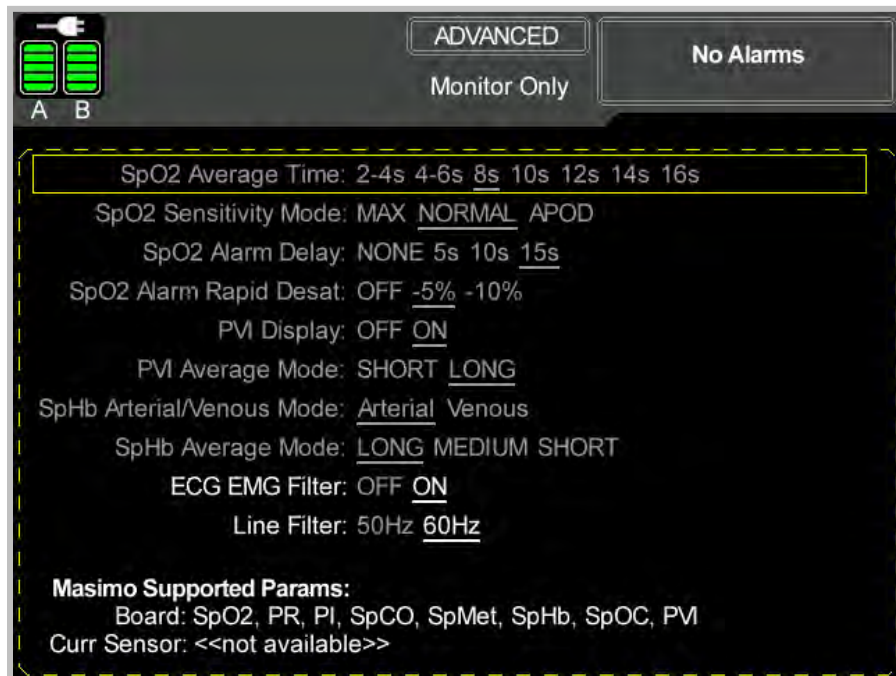 ADVANCED
No Alarms
Monitor Only
A B
SpO2 Average Time: 2-4s 4-6s 8s 10s 12s 14s 16s
SpO2 Sensitivity Mode: MAX NORMAL APOD
SpO2 Alarm Delay: NONE 5s 10s 15s
SpO2 Alarm Rapid Desat: OFF -5% -10%
PVI Display: OFF ON
PVI Average Mode: SHORT LONG
SpHb Arterial/Venous Mode: Arterial Venous
SpHb Average Mode: LONG MEDIUM SHORT
ECG EMG Filter: OFF ON
Line Filter: 50Hz 60Hz
Masimo Supported Params:
Board: SpO2, PR, PI, SpCO, SpMet, SpHb, SpOC, PVI
Curr Sensor: <<not available>>